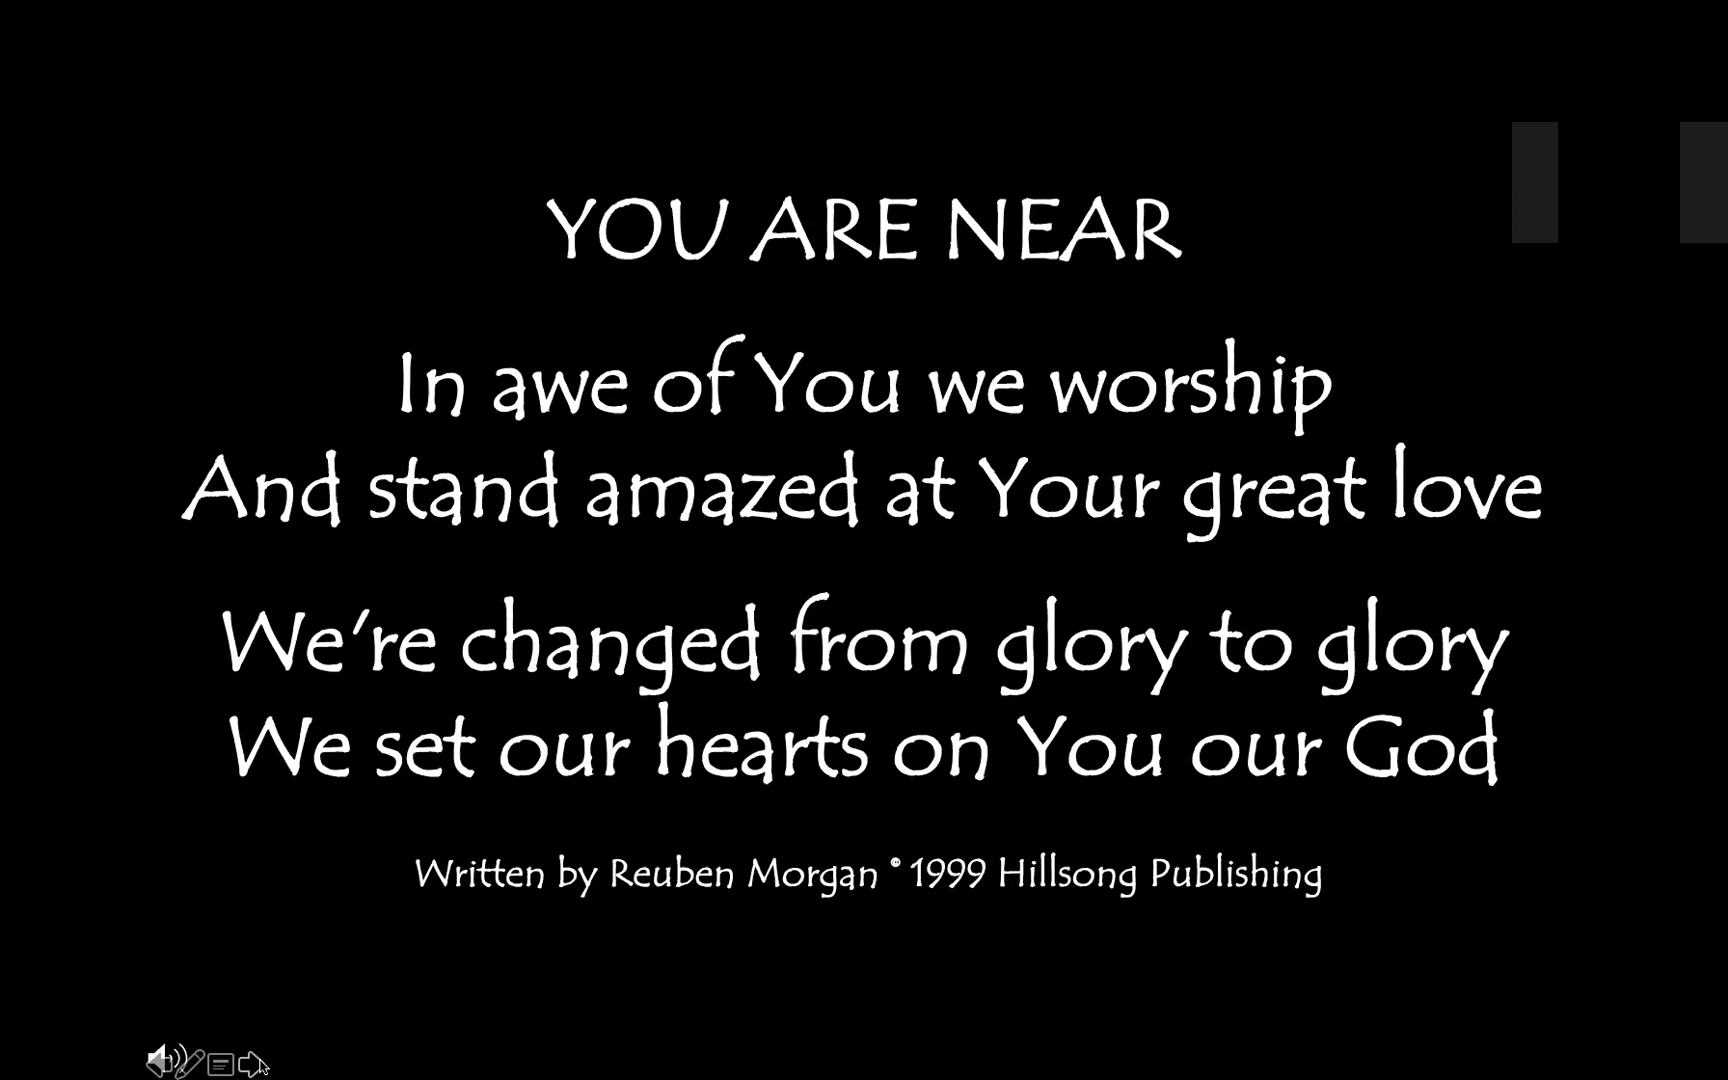 YOU ARE NEAR
In awe of You we worship
And stand amazed at Your great love
We're changed from glory to glory
We set our hearts on You our God
Written by Reuben Morgan © 1999 Hillsong Publishing